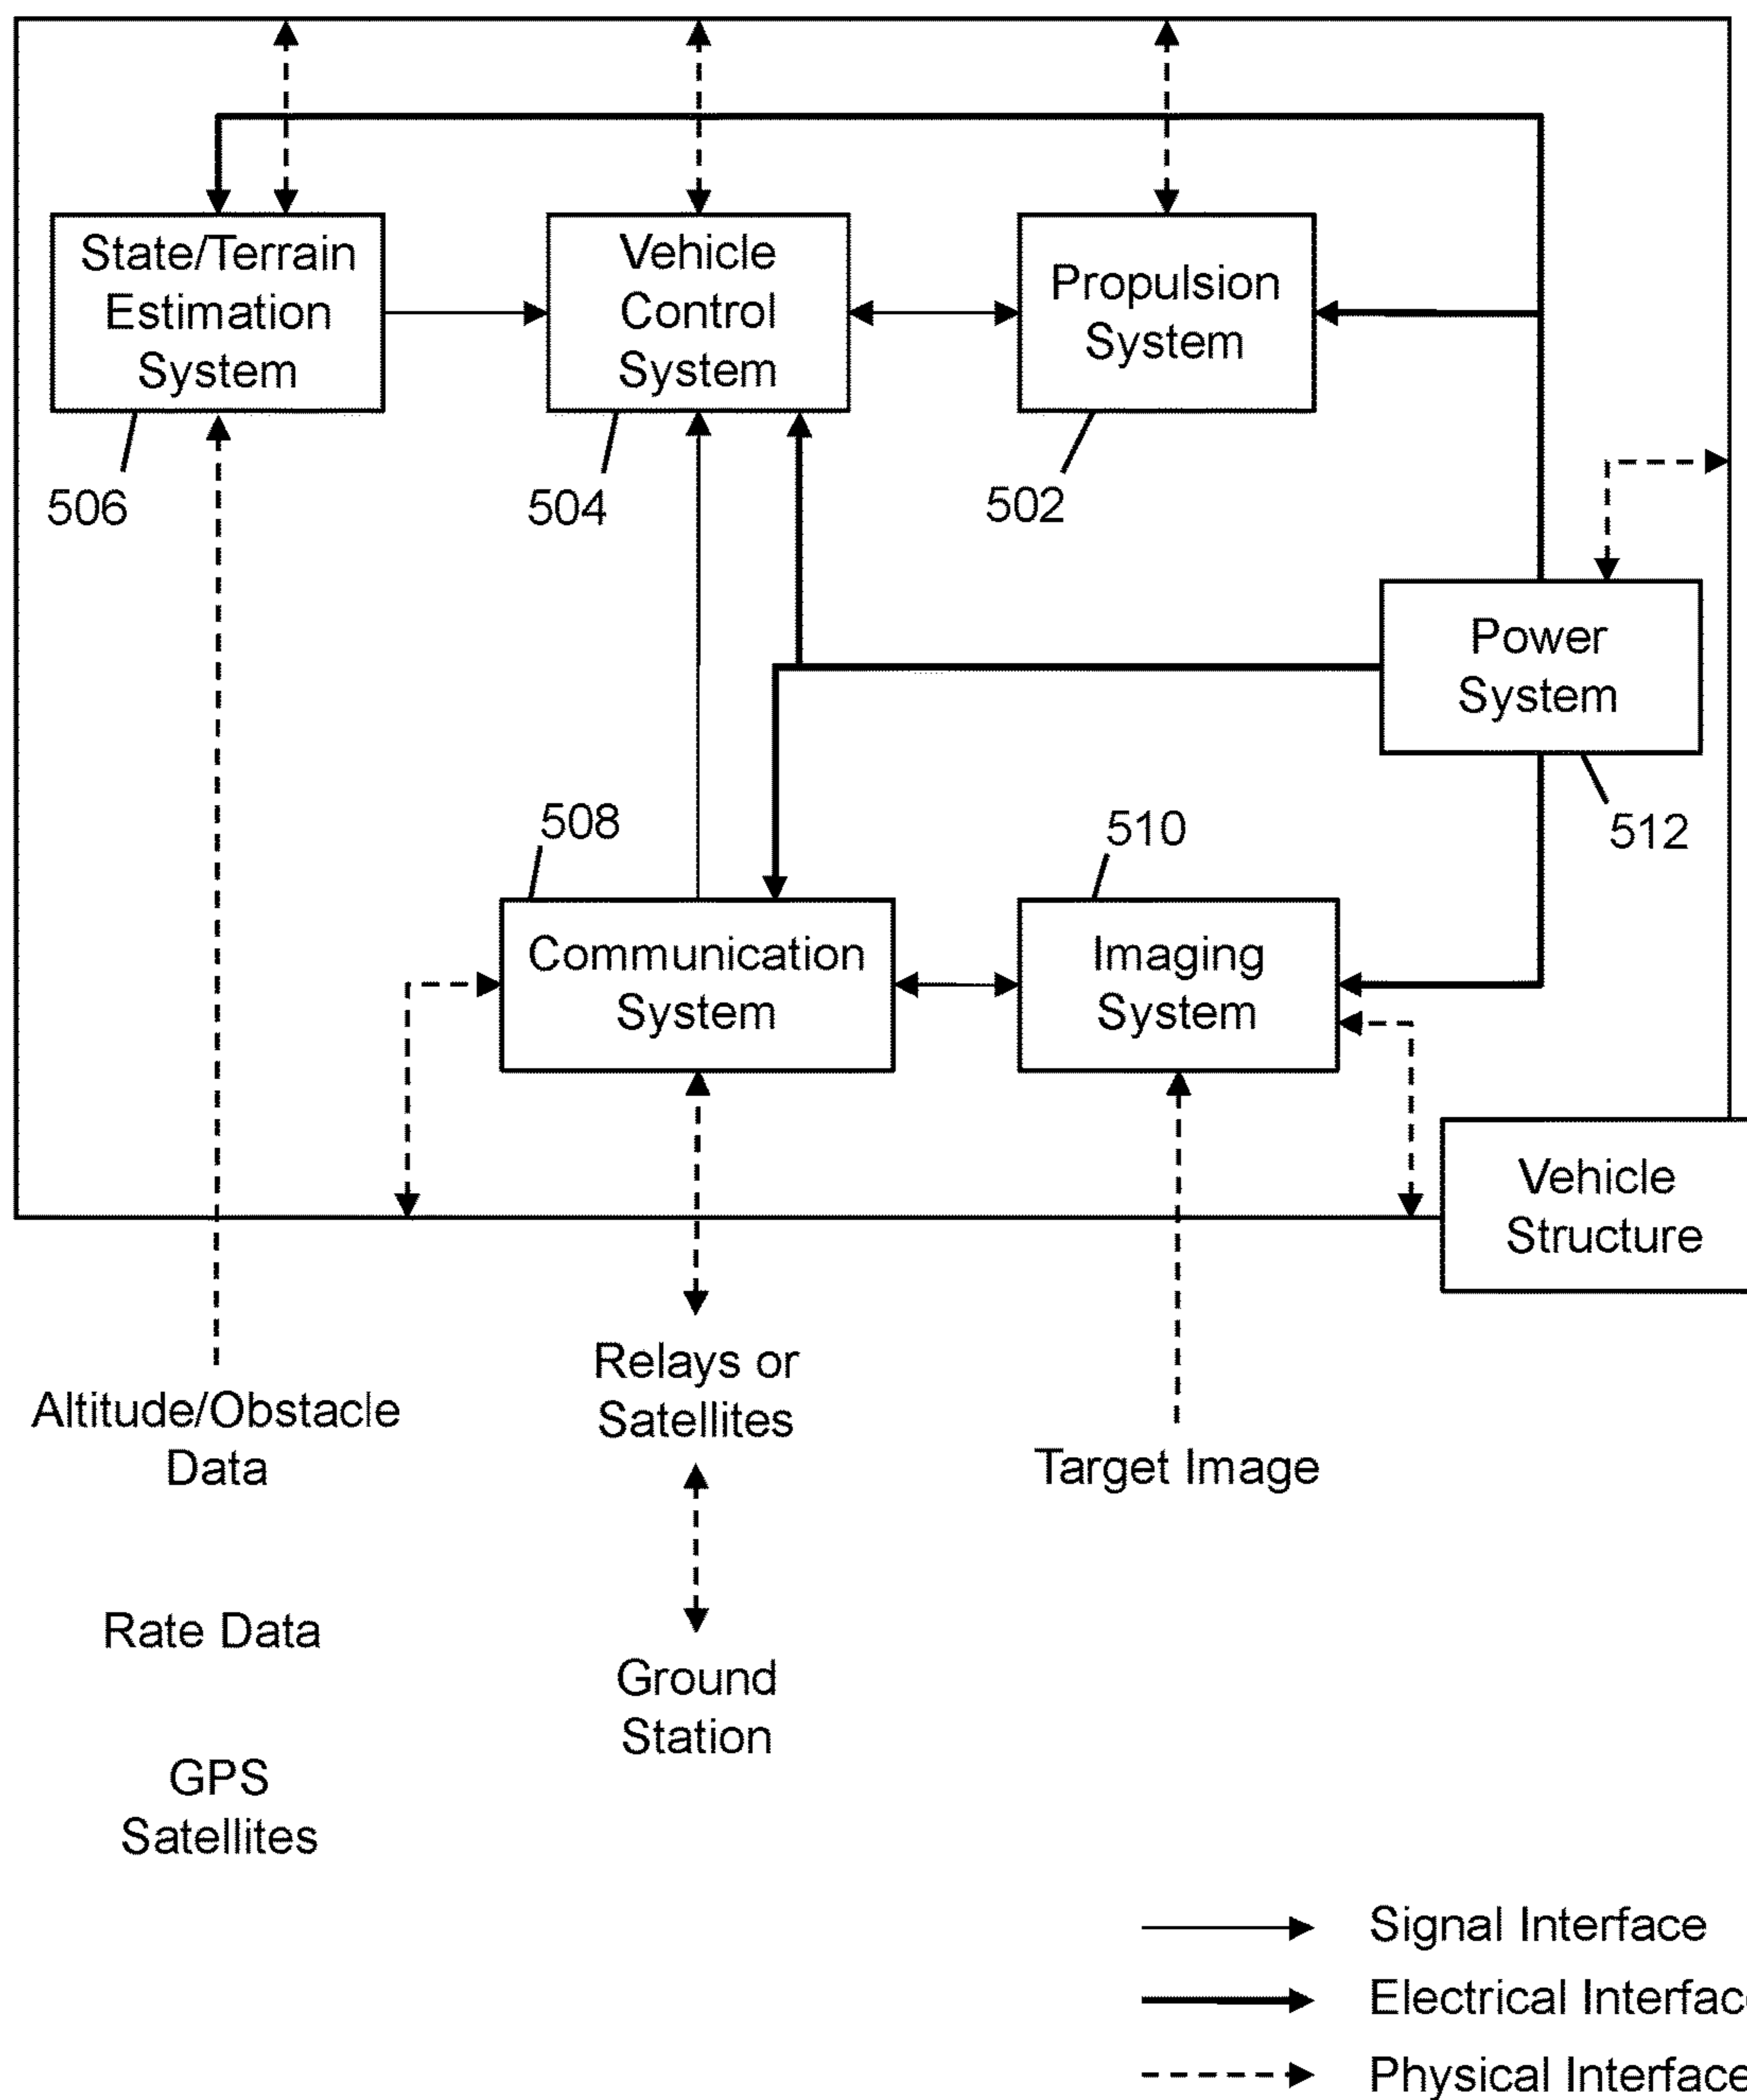 State/Terrain
Estimation
System
Vehicle
Control
System
Propulsion
System
506
504
502
Power
System
512
508
510
Communication
System
Imaging
System
Vehicle
Structure
Relays or
Satellites
Altitude/Obstacle
Data
Target Image
Rate Data
Ground
Station
GPS
Satellites
Signal Interface
Electrical Interface
Physical Interface